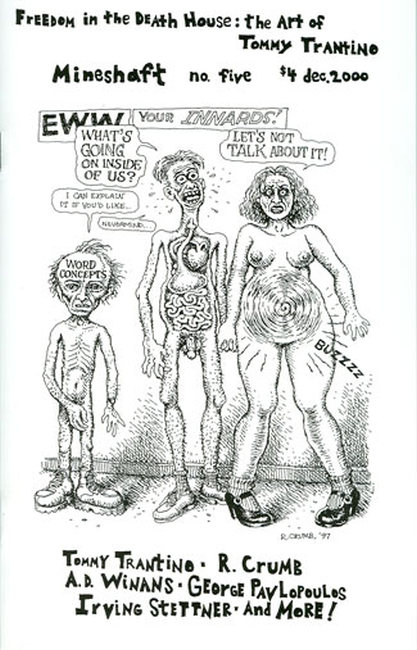 Freedom in the Death House: the Art of
Tommy Trantino
Mineshaft no. five $4 dec. 2000
EWW YOUR INNARDS!
WHAT'S
GOING
ON INSIDE
OF US?
LET'S NOT
TALK ABOUT IT!
I CAN EXPLAIN
IT IF YOU'D LIKE...
NEVERMIND...
WORD
CONCEPTS
BUZZZZ
R. CRUMB, '97
Tommy Trantino · R. Crumb
A.D. Winans · George Pavlopoulos
Irving Stettner · And More!